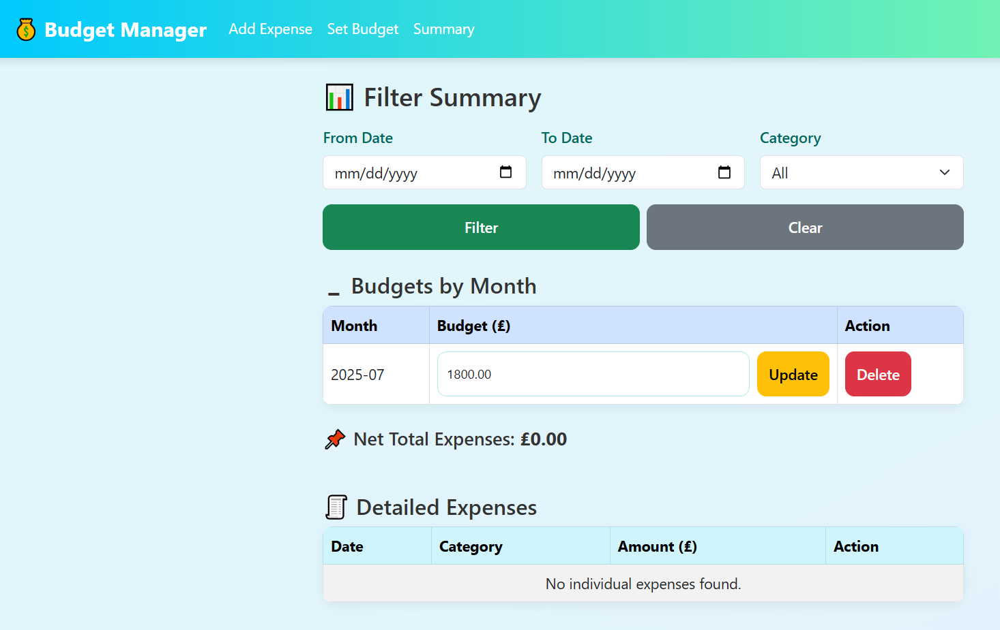 Budget Manager Add Expense Set Budget Summary
Filter Summary
From Date To Date Category
mm/dd/yyyy mm/dd/yyyy All
Filter Clear
Budgets by Month
Month Budget (£) Action
2025-07 1800.00 Update Delete
Net Total Expenses: £0.00
Detailed Expenses
Date Category Amount (£) Action
No individual expenses found.